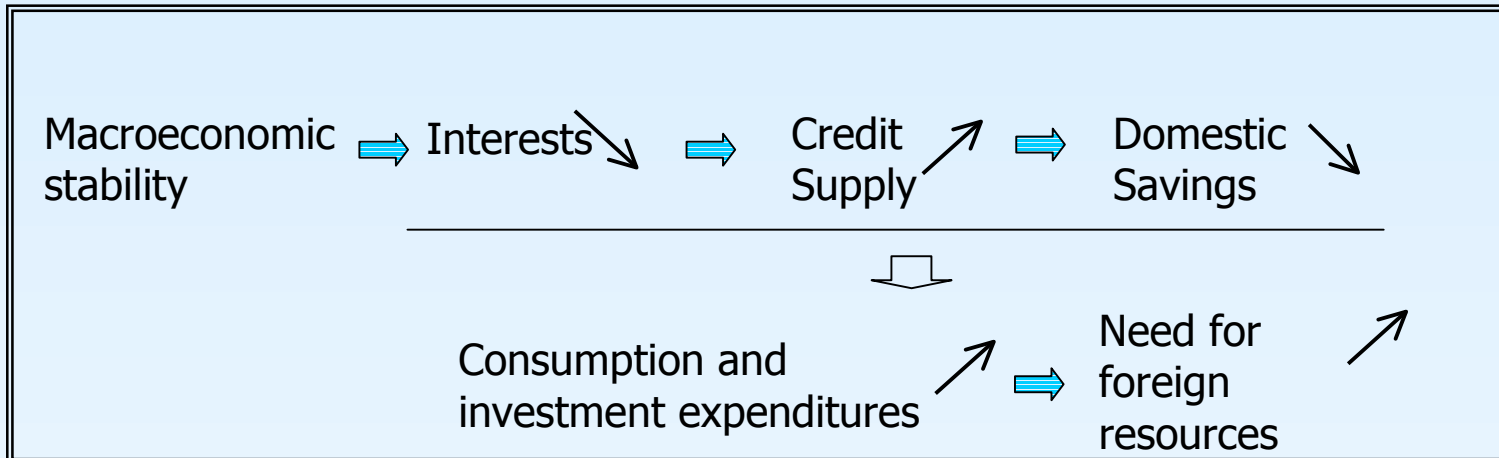 Macroeconomic
stability
Interests
Credit
Supply
Domestic
Savings
Consumption and
investment expenditures
Need for
foreign
resources